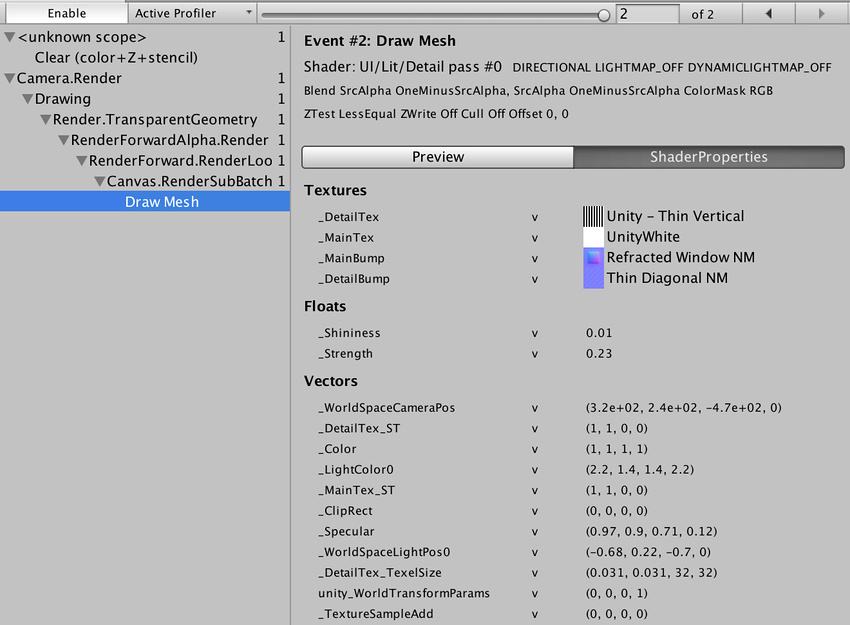 Enable
Active Profiler
2
of 2
<unknown scope> 1
Clear (color+Z+stencil)
Camera.Render 1
Drawing 1
Render.TransparentGeometry 1
RenderForwardAlpha.Render 1
RenderForward.RenderLoo 1
Canvas.RenderSubBatch 1
Draw Mesh
Event #2: Draw Mesh
Shader: UI/Lit/Detail pass #0 DIRECTIONAL LIGHTMAP_OFF DYNAMICLIGHTMAP_OFF
Blend SrcAlpha OneMinusSrcAlpha, SrcAlpha OneMinusSrcAlpha ColorMask RGB
ZTest LessEqual ZWrite Off Cull Off Offset 0, 0
Preview
ShaderProperties
Textures
_DetailTex v Unity - Thin Vertical
_MainTex v UnityWhite
_MainBump v Refracted Window NM
_DetailBump v Thin Diagonal NM
Floats
_Shininess v 0.01
_Strength v 0.23
Vectors
_WorldSpaceCameraPos v (3.2e+02, 2.4e+02, -4.7e+02, 0)
_DetailTex_ST v (1, 1, 0, 0)
_Color v (1, 1, 1, 1)
_LightColor0 v (2.2, 1.4, 1.4, 2.2)
_MainTex_ST v (1, 1, 0, 0)
_ClipRect v (0, 0, 0, 0)
_Specular v (0.97, 0.9, 0.71, 0.12)
_WorldSpaceLightPos0 v (-0.68, 0.22, -0.7, 0)
_DetailTex_TexelSize v (0.031, 0.031, 32, 32)
unity_WorldTransformParams v (0, 0, 0, 1)
_TextureSampleAdd v (0, 0, 0, 0)